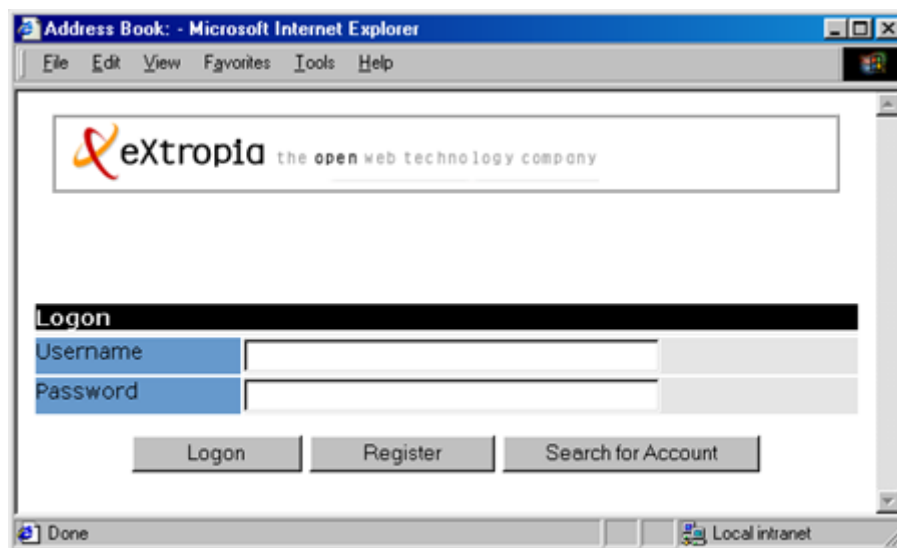 Address Book: - Microsoft Internet Explorer
File Edit View Favorites Tools Help
eXtropia the open web technology company
Logon
Username
Password
Logon Register Search for Account
Done Local intranet